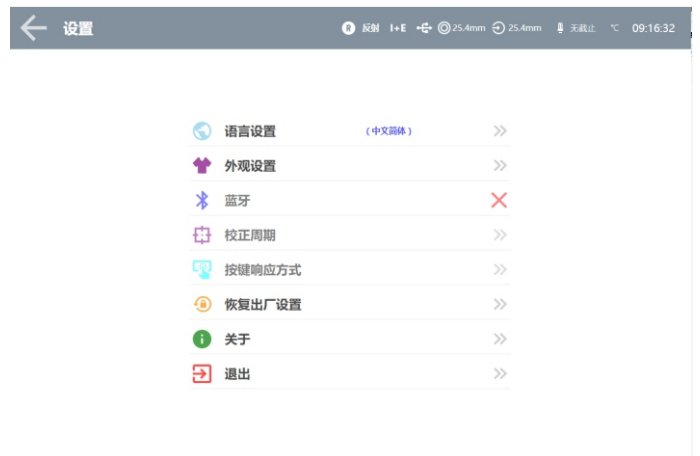 设置 R 反射 I+E 25.4mm 25.4mm 无截止 ℃ 09:16:32
语言设置 (中文简体)
外观设置
蓝牙
校正周期
按键响应方式
恢复出厂设置
关于
退出